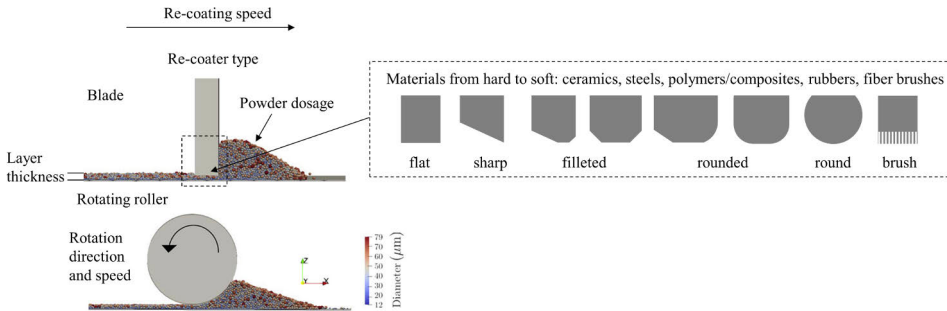 Re-coating speed
Re-coater type
Blade
Powder dosage
Layer
thickness
Materials from hard to soft: ceramics, steels, polymers/composites, rubbers, fiber brushes
flat sharp filleted rounded round brush
Rotating roller
Rotation
direction
and speed
Z
Y X
Diameter (μm)
79
70
60
50
40
30
20
12